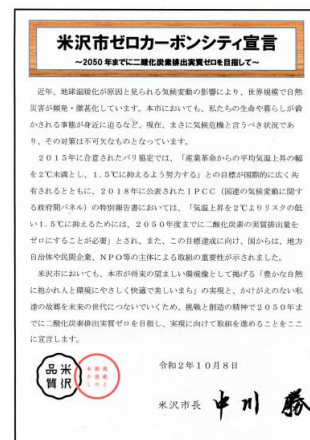 米沢市ゼロカーボンシティ宣言
～2050年までに二酸化炭素排出実質ゼロを目指して～
近年、地球温暖化が原因と見られる気候変動の影響により、世界規模で自然
災害が頻発・激甚化しています。本市においても、私たちの生命や暮らしが脅
かされる事態が身近に迫るなど、現在、まさに気候危機と言うべき状況であ
り、その対策は不可欠なものとなっています。
２０１５年に合意されたパリ協定では、「産業革命からの平均気温上昇の幅
を２℃未満とし、１．５℃に抑えるよう努力する」との目標が国際的に広く共
有されるとともに、２０１８年に公表されたＩＰＣＣ（国連の気候変動に関す
る政府間パネル）の特別報告書においては、「気温上昇を２℃よりリスクの低
い１．５℃に抑えるためには、２０５０年度までに二酸化炭素の実質排出量を
ゼロにすることが必要」とされ、また、この目標達成に向け、国からは、地方
自治体や民間企業、ＮＰＯ等の主体による取組の重要性が示されました。
米沢市においても、本市が将来の望ましい環境像として掲げる「豊かな自然
に抱かれ人と環境にやさしく快適で美しいまち」の実現と、かけがえのない私
達の故郷を未来の世代につないでいくため、挑戦と創造の精神で２０５０年ま
でに二酸化炭素排出実質ゼロを目指し、実現に向けて取組を進めることをここ
に宣言します。
令和２年１０月８日
米沢品質
米沢市長 中川 勝